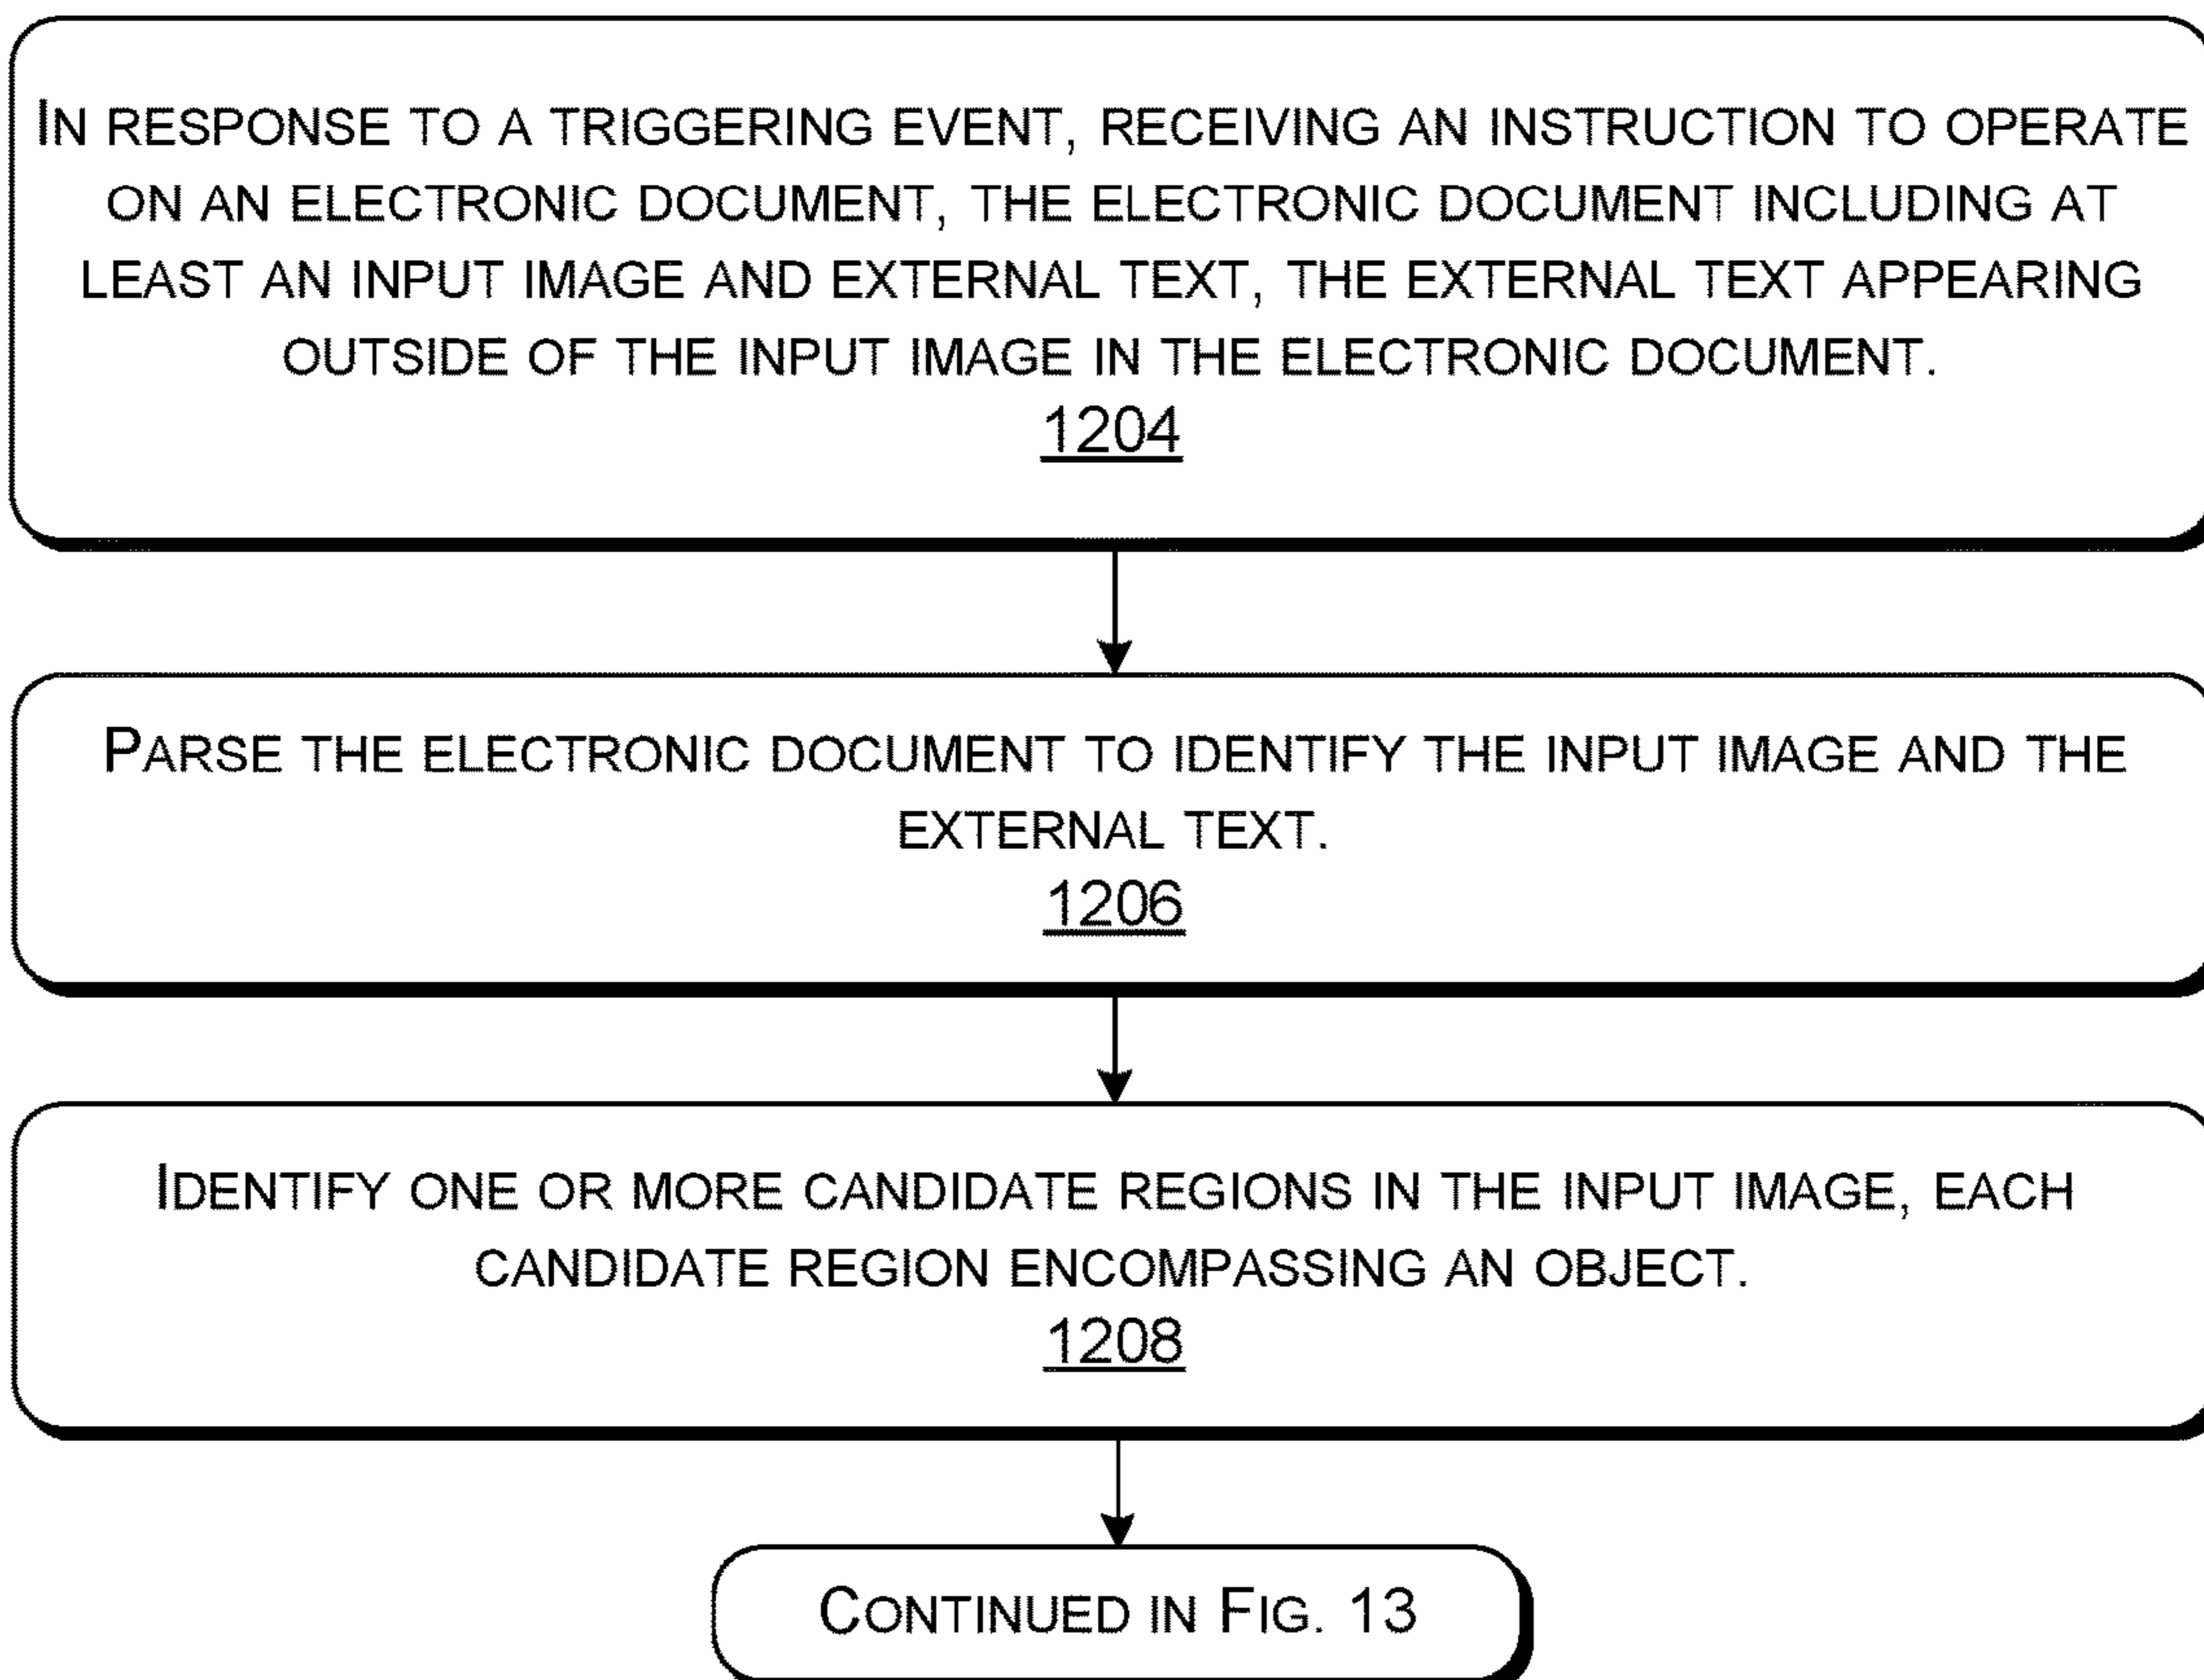 IN RESPONSE TO A TRIGGERING EVENT, RECEIVING AN INSTRUCTION TO OPERATE
ON AN ELECTRONIC DOCUMENT, THE ELECTRONIC DOCUMENT INCLUDING AT
LEAST AN INPUT IMAGE AND EXTERNAL TEXT, THE EXTERNAL TEXT APPEARING
OUTSIDE OF THE INPUT IMAGE IN THE ELECTRONIC DOCUMENT.
1204
PARSE THE ELECTRONIC DOCUMENT TO IDENTIFY THE INPUT IMAGE AND THE
EXTERNAL TEXT.
1206
IDENTIFY ONE OR MORE CANDIDATE REGIONS IN THE INPUT IMAGE, EACH
CANDIDATE REGION ENCOMPASSING AN OBJECT.
1208
CONTINUED IN FIG. 13